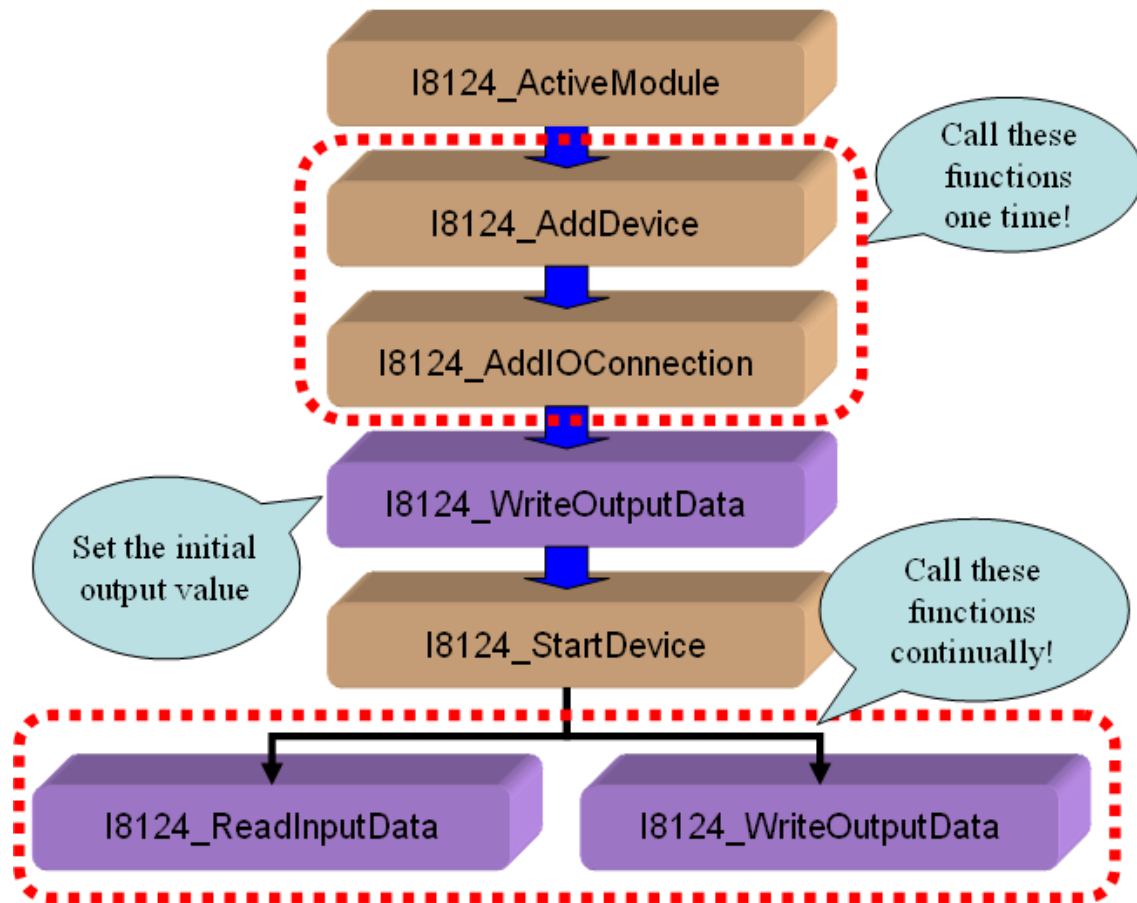 I8124_ActiveModule
Call these
functions
one time!
I8124_AddDevice
I8124_AddIOConnection
I8124_WriteOutputData
Set the initial
output value
I8124_StartDevice
Call these
functions
continually!
I8124_ReadInputData
I8124_WriteOutputData